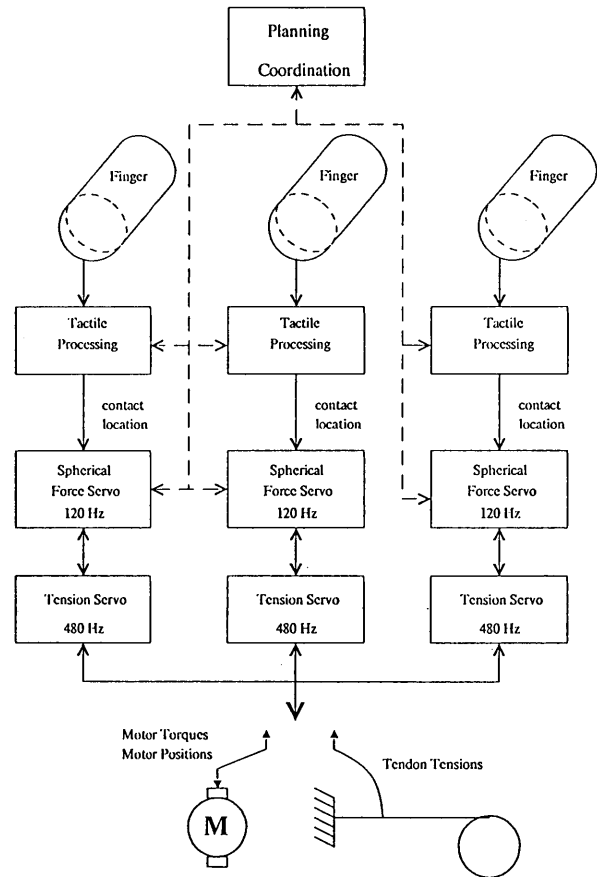 Planning
Coordination
Finger
Finger
Finger
Tactile
Processing
Tactile
Processing
Tactile
Processing
contact
location
contact
location
contact
location
Spherical
Force Servo
120 Hz
Spherical
Force Servo
120 Hz
Spherical
Force Servo
120 Hz
Tension Servo
480 Hz
Tension Servo
480 Hz
Tension Servo
480 Hz
Motor Torques
Motor Positions
Tendon Tensions
M